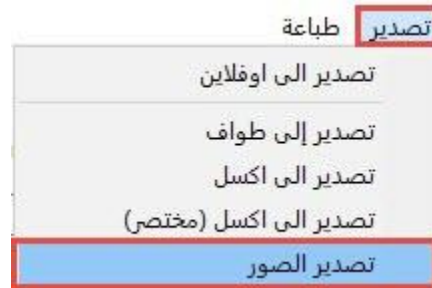 تصدير طباعة
تصدير الى اوفلاين
تصدير إلى طواف
تصدير الى اكسل
تصدير الى اكسل (مختصر)
تصدير الصور